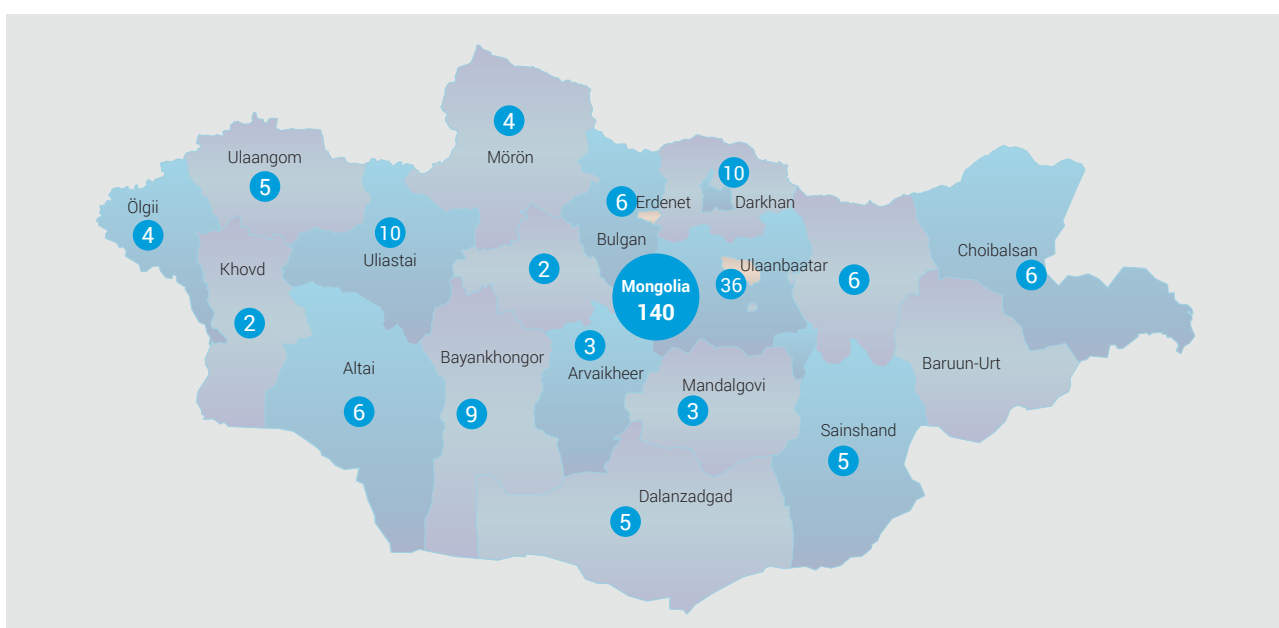 4
Mörön
Ulaangom
5
10
Darkhan
Ölgii
4
6
Erdenet
10
Uliastai
Bulgan
Choibalsan
6
Khovd
2
2
Mongolia
140
Ulaanbaatar
36
6
3
Arvaikheer
Bayankhongor
9
Altai
6
Mandalgovi
3
Baruun-Urt
Sainshand
5
Dalanzadgad
5